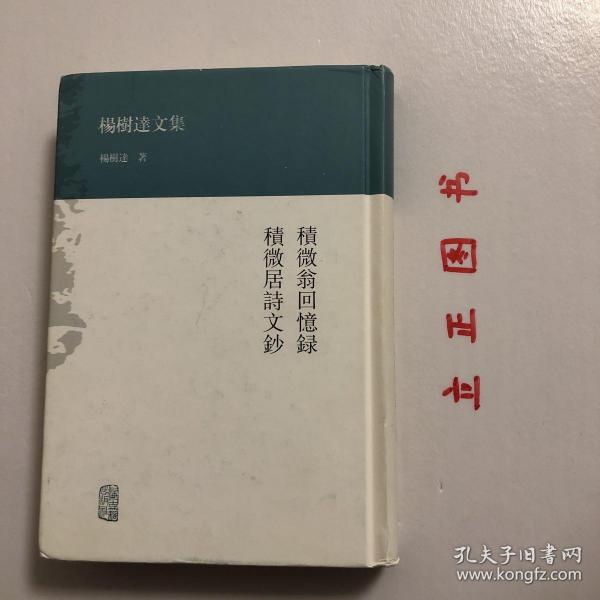 楊樹達文集
楊樹達 著
積微翁回憶録
積微居詩文鈔
书图正立
孔夫子旧书网
www.kongfz.com